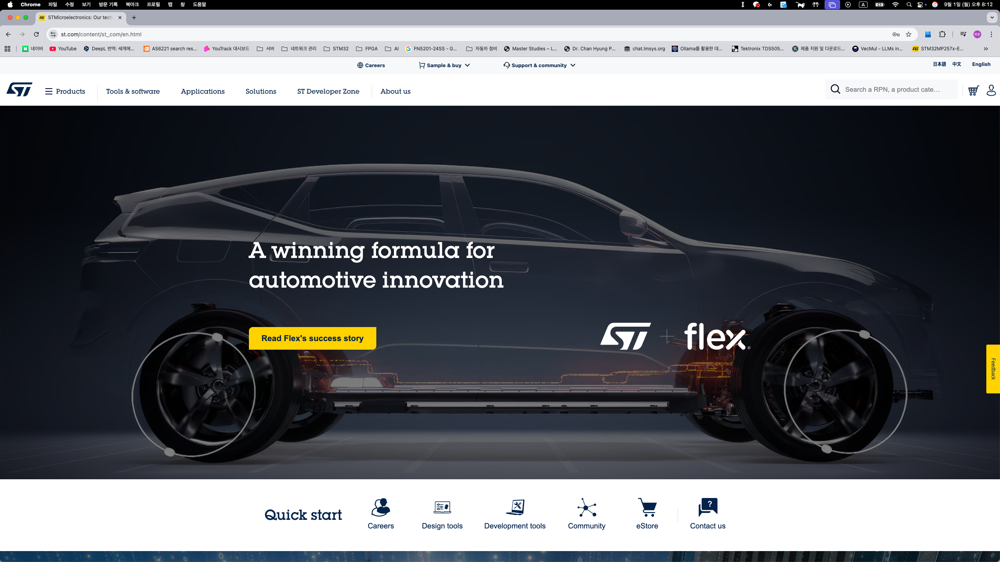 Chrome 파일 수정 보기 방문 기록 북마크 프로필 탭 창 도움말 A 9월 1일 (월) 오후 8:12
STMicroelectronics: Our tech
st.com/content/st_com/en.html 영훈
네이버 YouTube DeepL 번역: 세계에... AS6221 search res... YouTrack 대시보드 서버 네트워크 관리 STM32 FPGA AI FN5201-24SS - G... 자동차 정비 Master Studies – L... Dr. Chan Hyung P... chat.lmsys.org Ollama를 활용한 대... Tektronix TDS505... 제품 지원 및 다운로드... VecMul - LLMs in... STM32MP257x-E...
Careers Sample & buy Support & community 日本語 中文 English
ST Products Tools & software Applications Solutions ST Developer Zone About us Search a RPN, a product cate...
A winning formula for
automotive innovation
Read Flex's success story
ST + flex®
Feedback
Quick start
Careers Design tools Development tools Community eStore Contact us